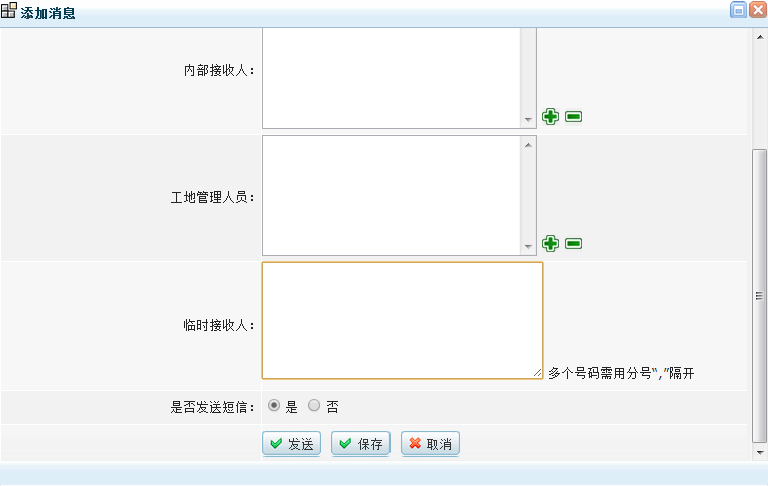 添加消息
内部接收人：
工地管理人员：
临时接收人：
多个号码需用分号“,”隔开
是否发送短信： 是 否
发送 保存 取消